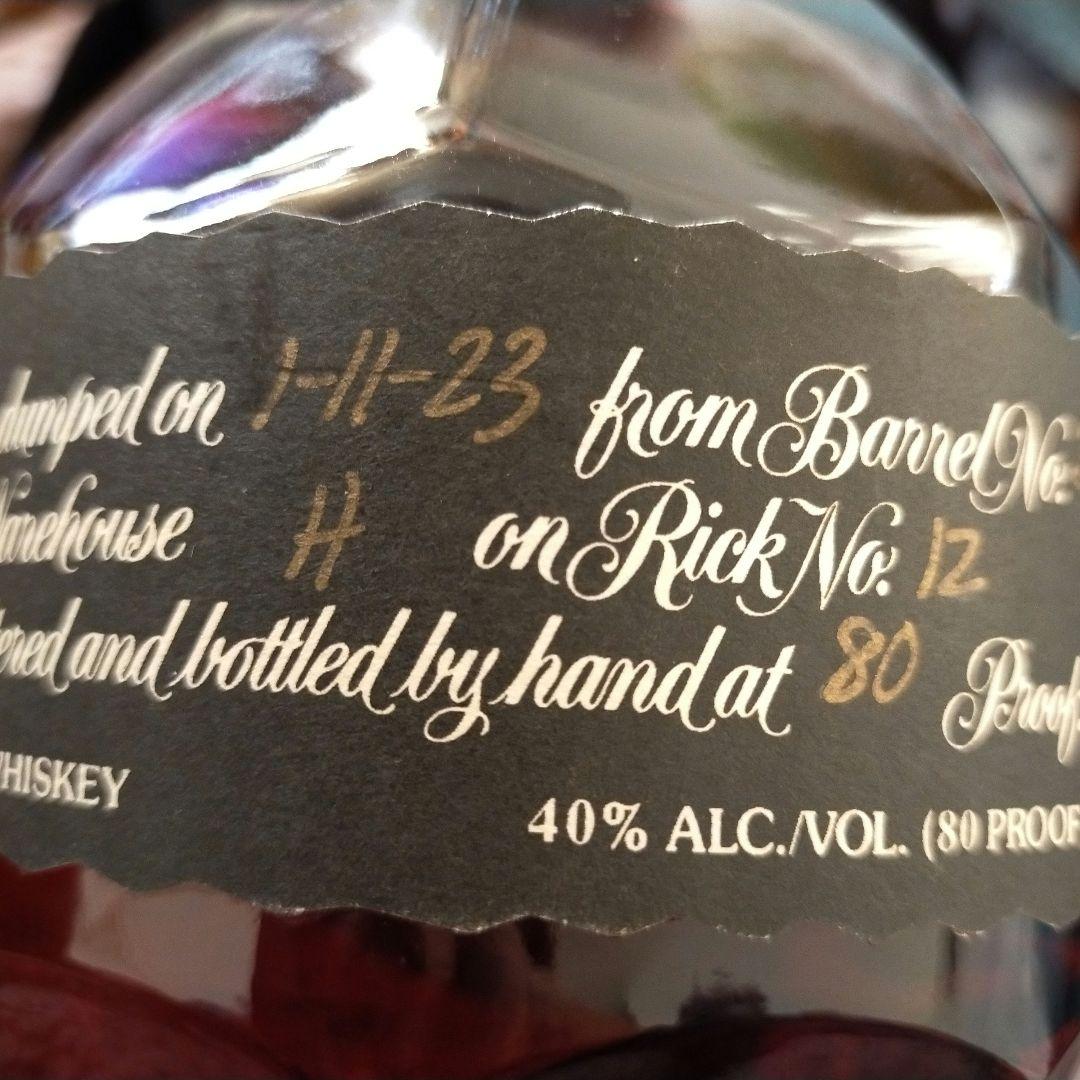 dumped on 1-11-23 from Barrel No.
Warehouse H on Rick No. 12
tered and bottled by hand at 80 Proof
WHISKEY
40% ALC./VOL. (80 PROOF